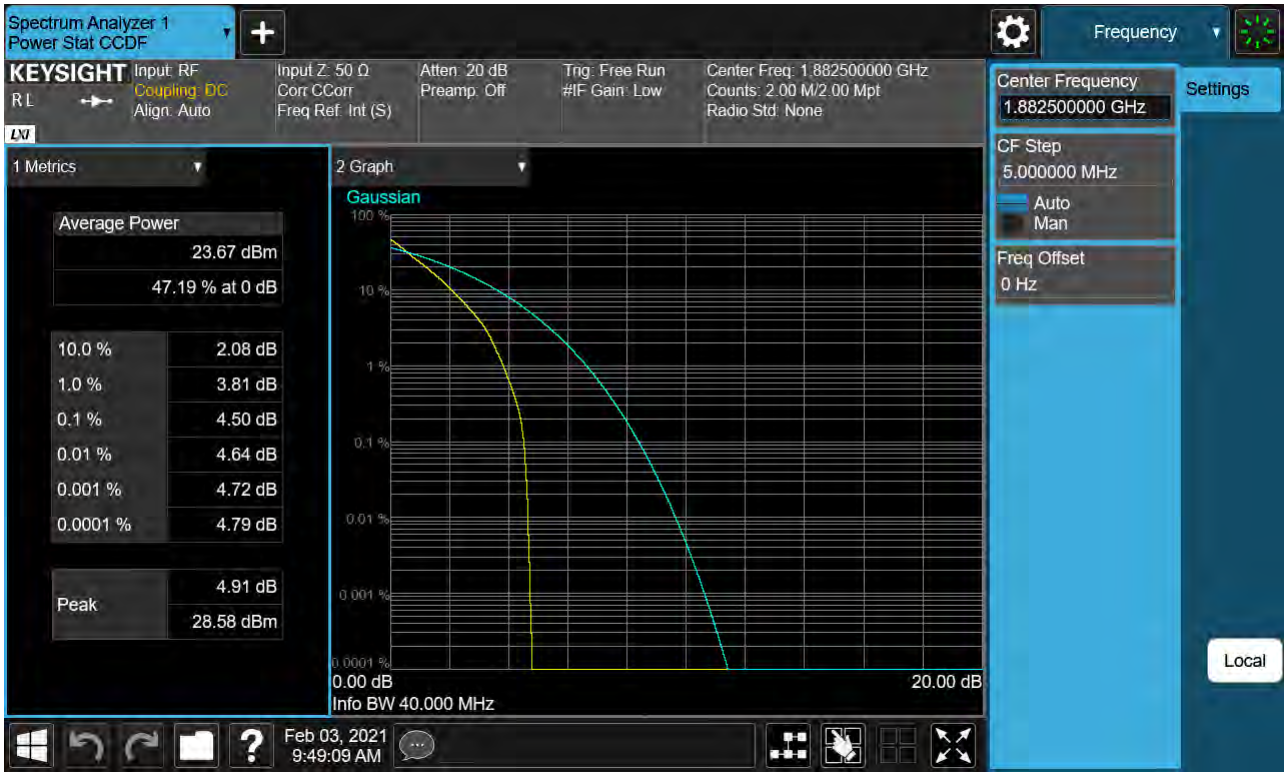 Spectrum Analyzer 1
Power Stat CCDF
Frequency
KEYSIGHT
R L
LXI
Input: RF
Coupling: DC
Align: Auto
Input Z: 50 Ω
Corr CCorr
Freq Ref: Int (S)
Atten: 20 dB
Preamp: Off
Trig: Free Run
#IF Gain: Low
Center Freq: 1.882500000 GHz
Counts: 2.00 M/2.00 Mpt
Radio Std: None
Center Frequency
1.882500000 GHz
Settings
CF Step
5.000000 MHz
Auto
Man
Freq Offset
0 Hz
Local
1 Metrics
Average Power
23.67 dBm
47.19 % at 0 dB
10.0 % 2.08 dB
1.0 % 3.81 dB
0.1 % 4.50 dB
0.01 % 4.64 dB
0.001 % 4.72 dB
0.0001 % 4.79 dB
Peak 4.91 dB
28.58 dBm
2 Graph
Gaussian
100 %
10 %
1 %
0.1 %
0.01 %
0.001 %
0.0001 %
0.00 dB 20.00 dB
Info BW 40.000 MHz
?
Feb 03, 2021
9:49:09 AM